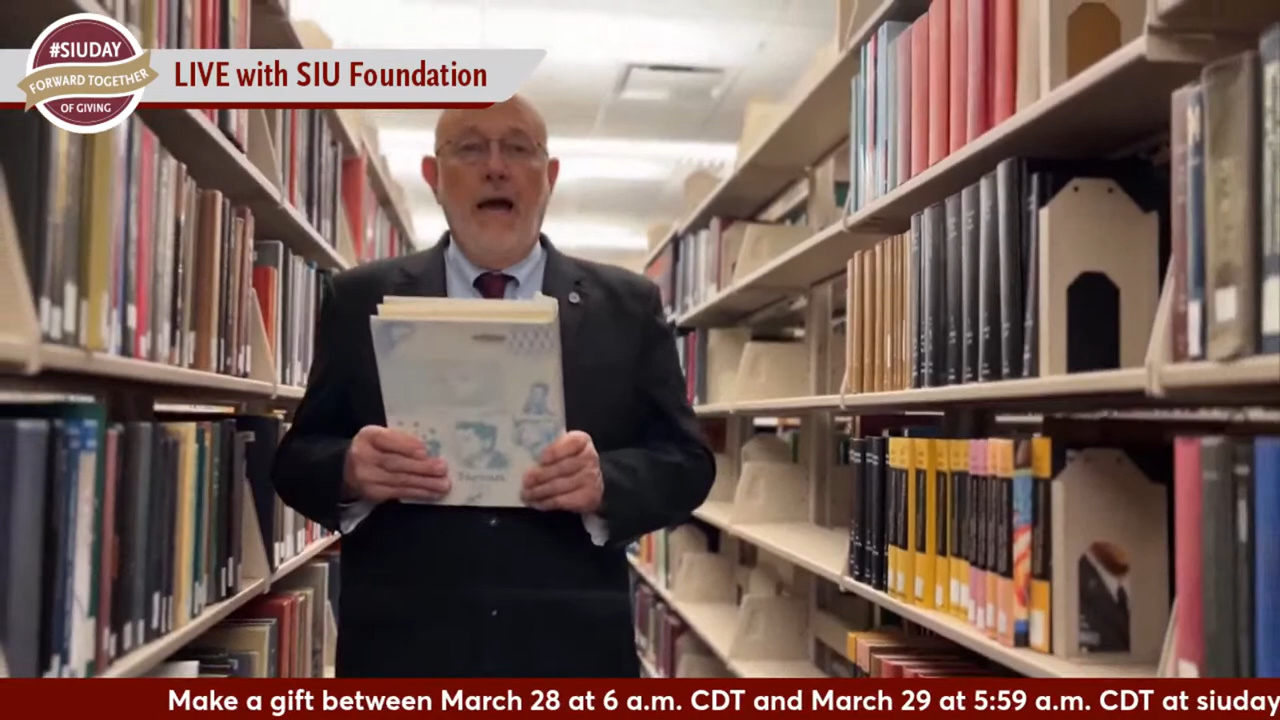 #SIUDAY
FORWARD TOGETHER
OF GIVING
LIVE with SIU Foundation
Make a gift between March 28 at 6 a.m. CDT and March 29 at 5:59 a.m. CDT at siuday